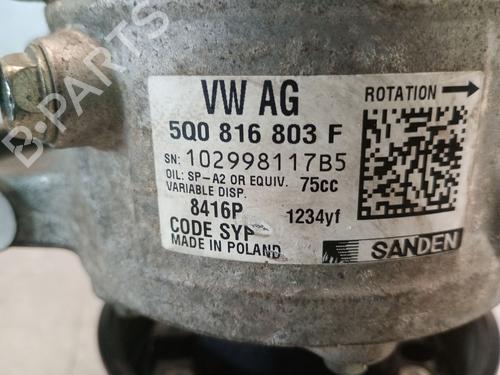 VW AG
5Q0 816 803 F
SN: 102998117B5
OIL: SP-A2 OR EQUIV. 75cc
VARIABLE DISP.
8416P 1234yf
CODE SYP
MADE IN POLAND
ROTATION
SANDEN
B-PARTS